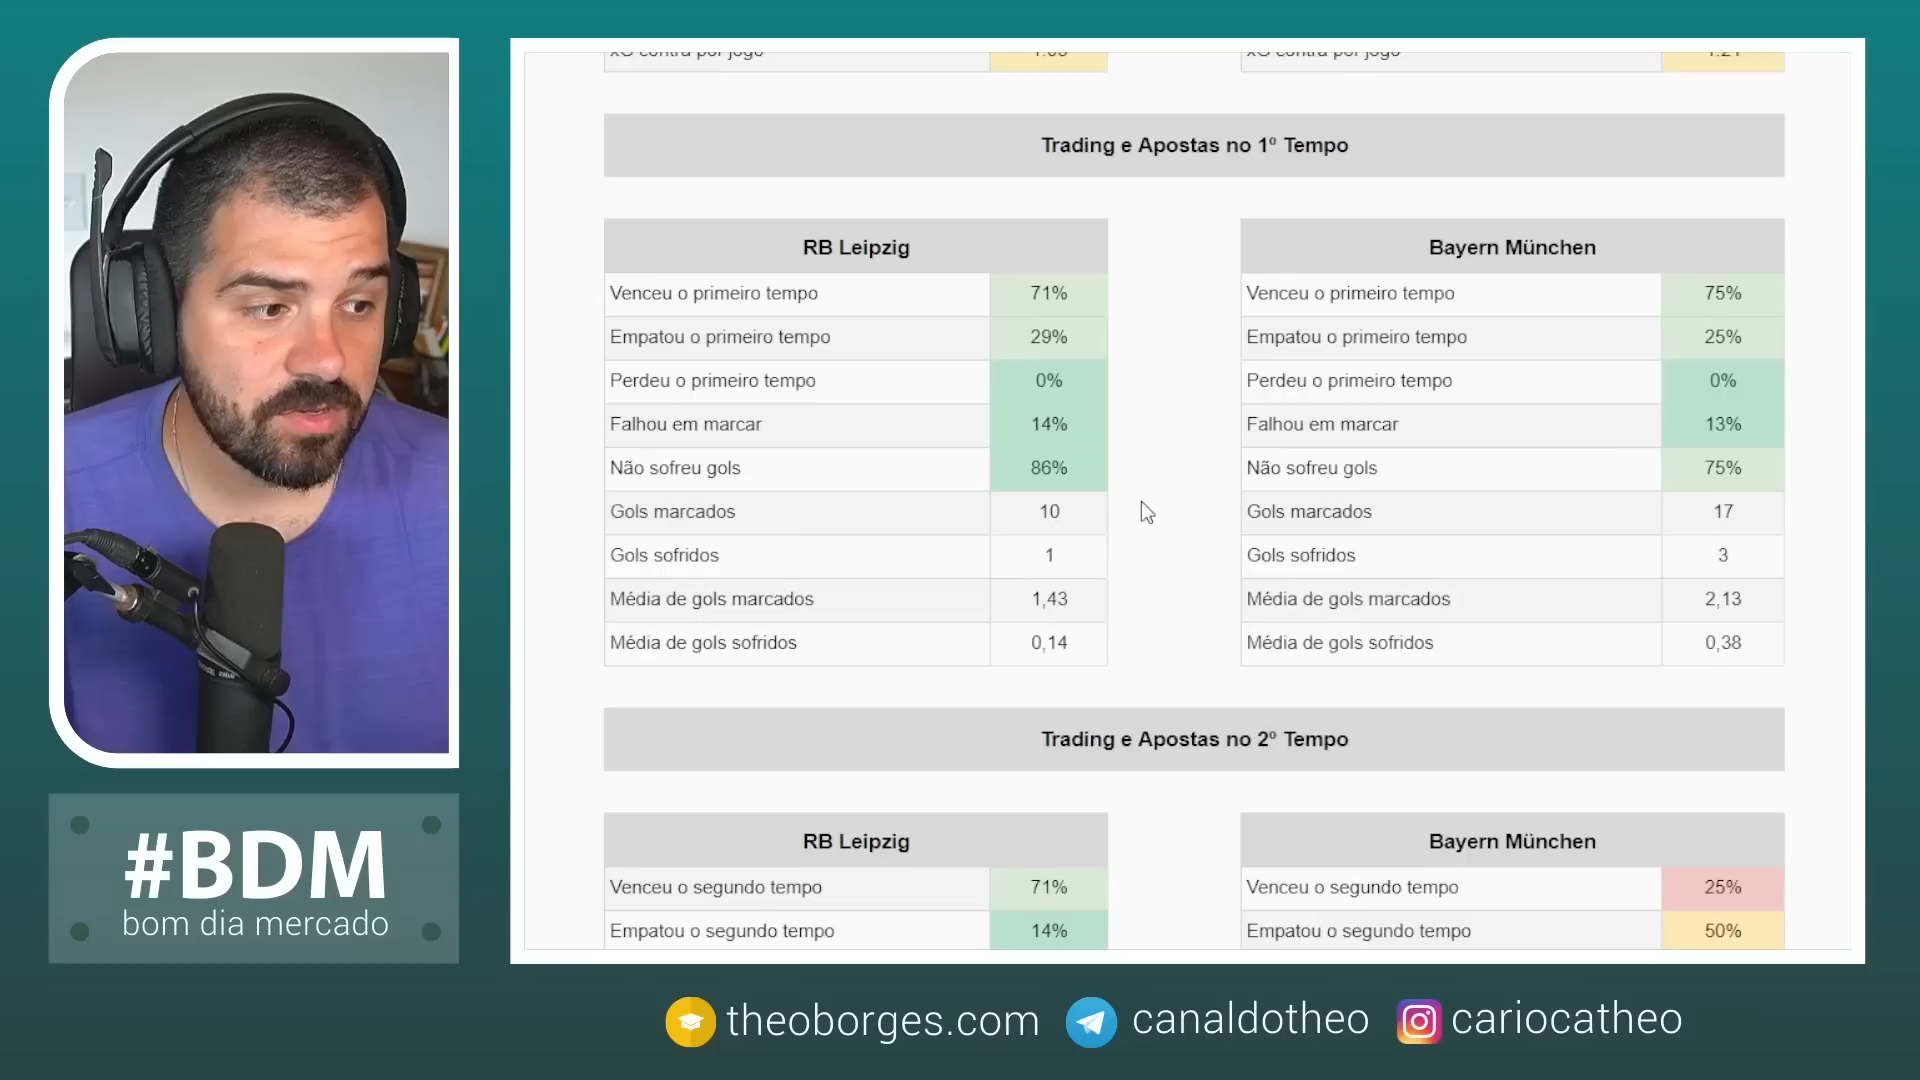 Trading e Apostas no 1º Tempo
RB Leipzig
Venceu o primeiro tempo 71%
Empatou o primeiro tempo 29%
Perdeu o primeiro tempo 0%
Falhou em marcar 14%
Não sofreu gols 86%
Gols marcados 10
Gols sofridos 1
Média de gols marcados 1,43
Média de gols sofridos 0,14
Bayern München
Venceu o primeiro tempo 75%
Empatou o primeiro tempo 25%
Perdeu o primeiro tempo 0%
Falhou em marcar 13%
Não sofreu gols 75%
Gols marcados 17
Gols sofridos 3
Média de gols marcados 2,13
Média de gols sofridos 0,38
Trading e Apostas no 2º Tempo
RB Leipzig
Venceu o segundo tempo 71%
Empatou o segundo tempo 14%
Bayern München
Venceu o segundo tempo 25%
Empatou o segundo tempo 50%
#BDM
bom dia mercado
theoborges.com
canaldotheo
cariocatheo